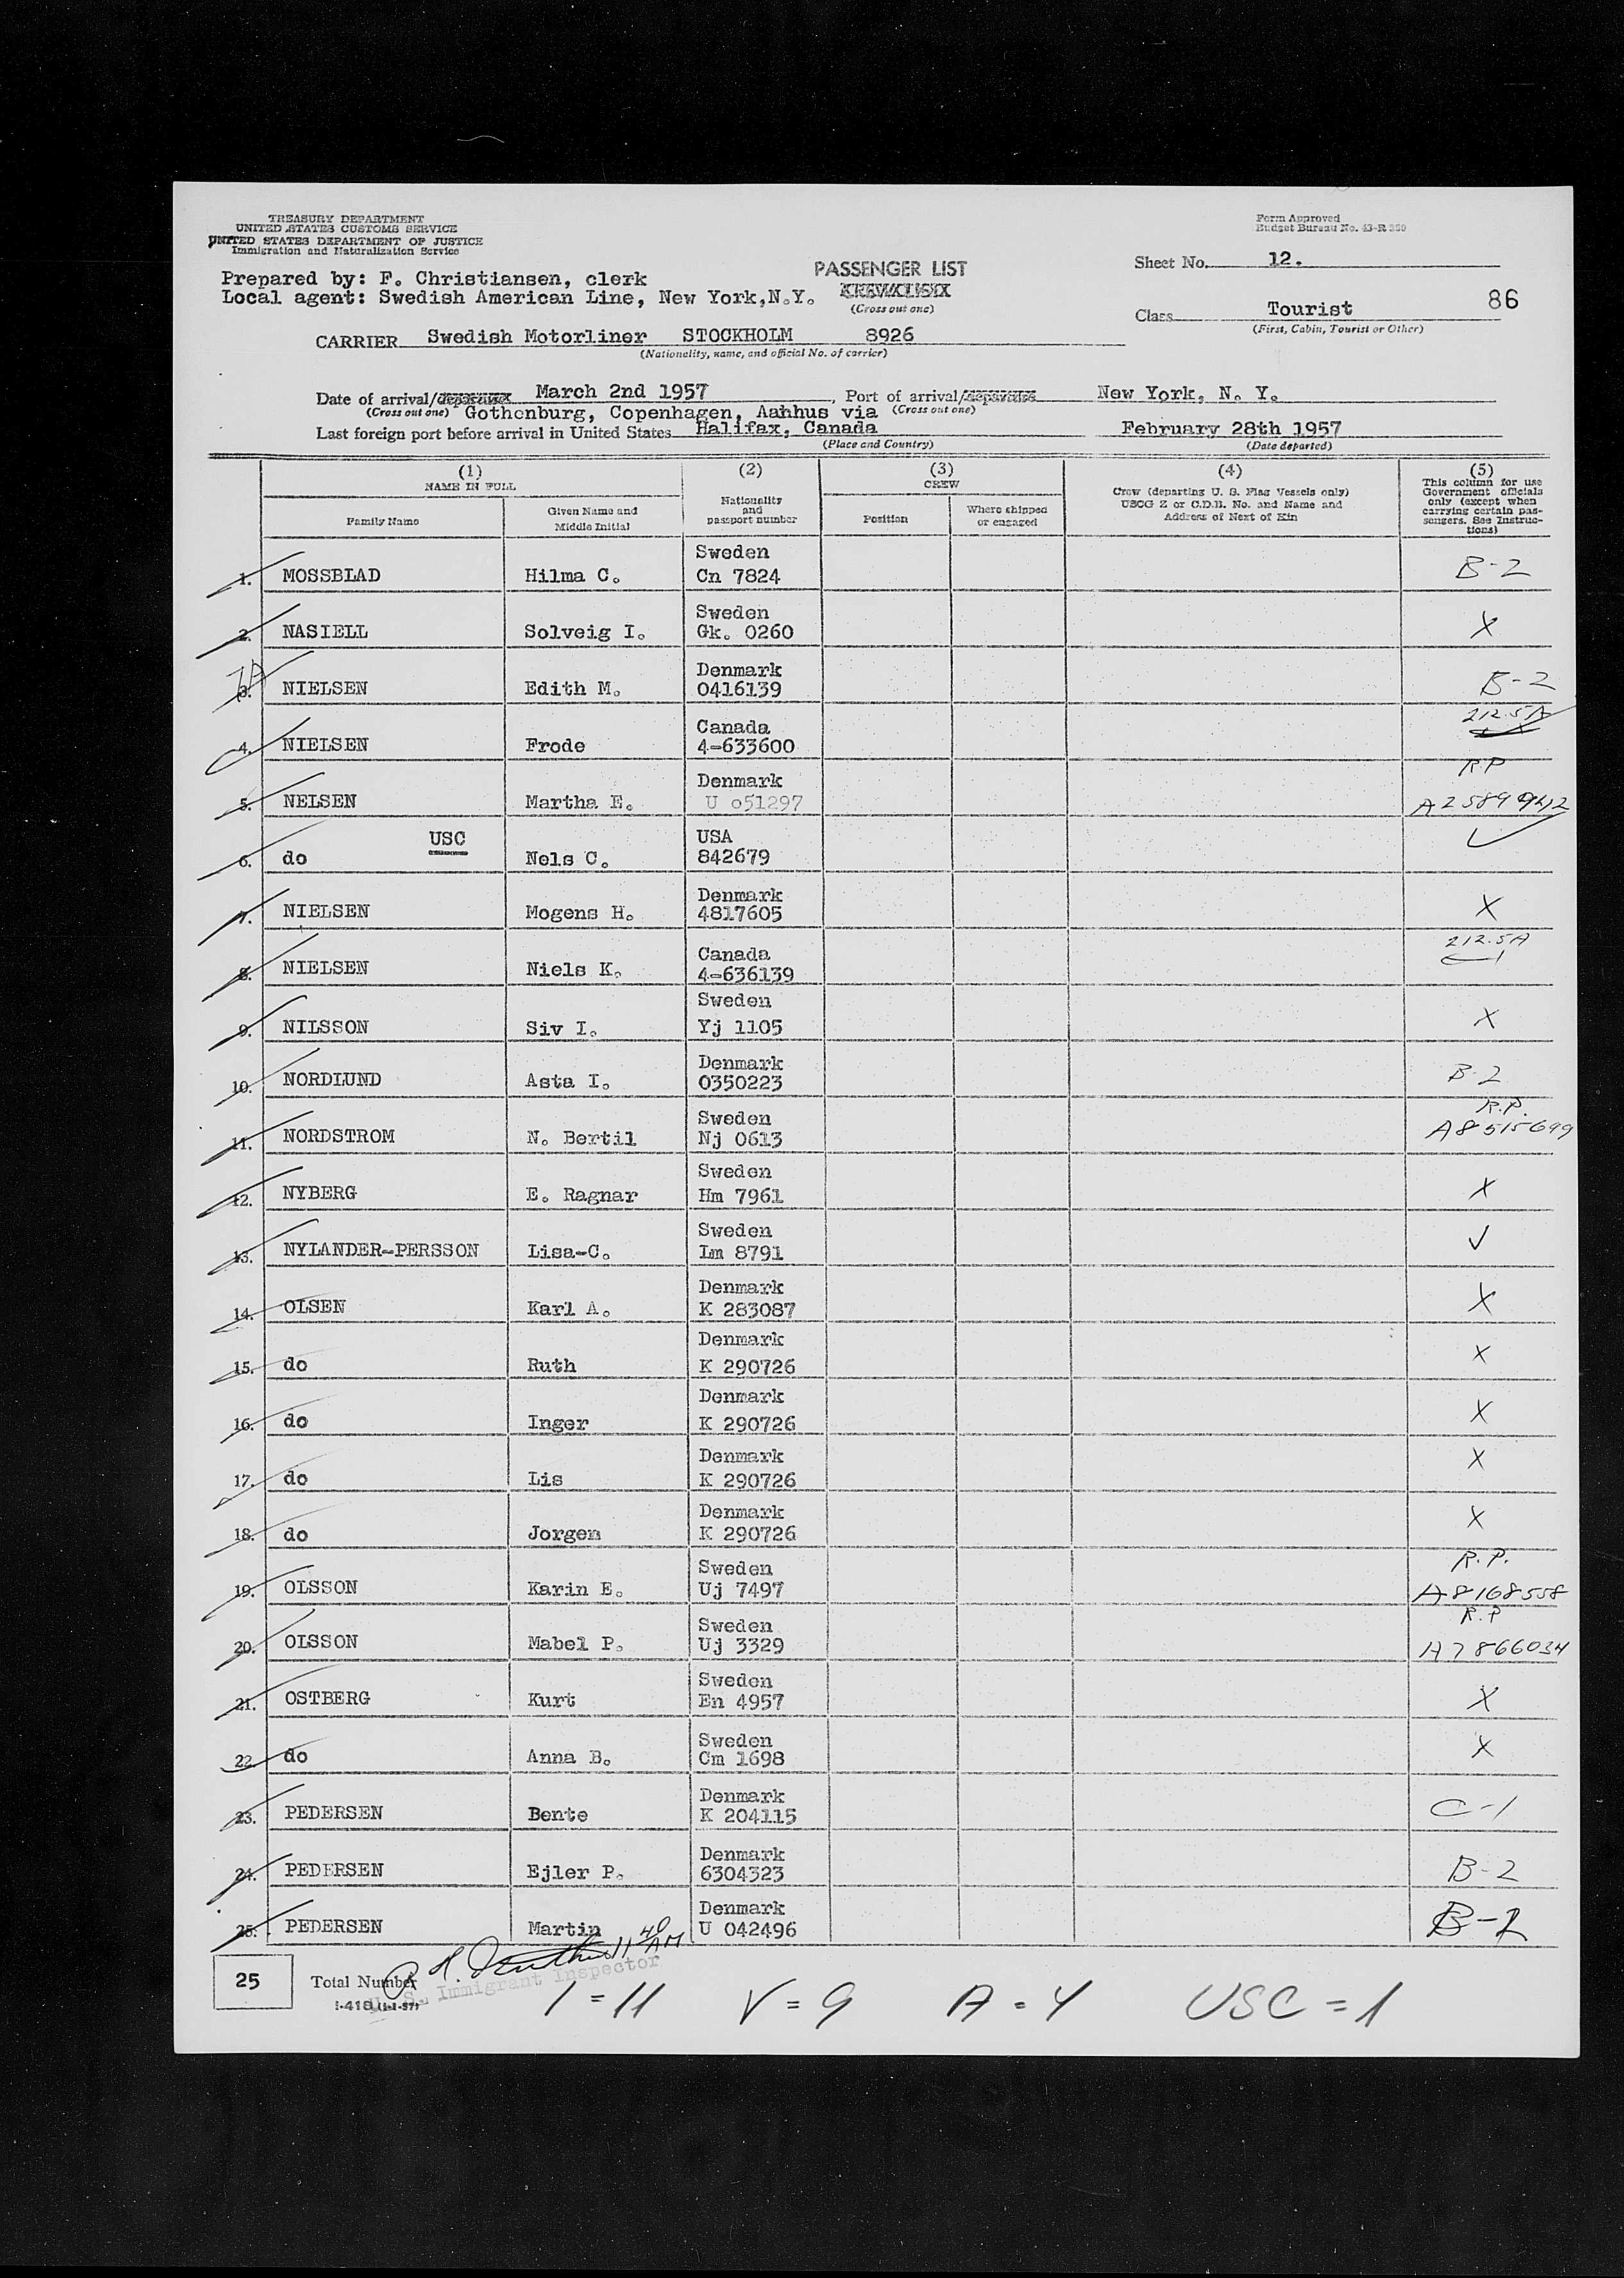 TREASURY DEPARTMENT
UNITED STATES CUSTOMS SERVICE
UNITED STATES DEPARTMENT OF JUSTICE
Immigration and Naturalization Service
Form Approved
Budget Bureau No. 43-R 359
Prepared by: F. Christiansen, clerk
Local agent: Swedish American Line, New York,N.Y.
PASSENGER LIST
(Cross out one)
Sheet No. 12.
Class Tourist 86
(First, Cabin, Tourist or Other)
CARRIER Swedish Motorliner STOCKHOLM 8926
(Nationality, name, and official No. of carrier)
Date of arrival/departure March 2nd 1957, Port of arrival/departure New York, N. Y.
(Cross out one) Gothenburg, Copenhagen, Aahhus via (Cross out one)
Last foreign port before arrival in United States Halifax, Canada February 28th 1957
(Place and Country) (Date departed)
(1) (2) (3) (4) (5)
NAME IN FULL
Family Name
Given Name and Middle Initial
Nationality and passport number
CREW
Position
Where shipped or engaged
Crew (departing U. S. Flag Vessels only)
USCG Z or C.D.B. No. and Name and
Address of Next of Kin
This column for use
Government officials
only (except when
carrying certain pas-
sengers. See Instruc-
tions)
1. MOSSBLAD Hilma C. Sweden Cn 7824 B-2
2. NASIELL Solveig I. Sweden Gk. 0260 X
3. NIELSEN Edith M. Denmark 0416139 B-2
4. NIELSEN Frode Canada 4-633600 212.5A
5. NELSEN Martha E. Denmark U o51297 R.P
6. do USC Nels C. USA 842679 ✓
7. NIELSEN Mogens H. Denmark 4817605 X
8. NIELSEN Niels K. Canada 4-636139 212.5A
9. NILSSON Siv I. Sweden Yj 1105 X
10. NORDLUND Asta I. Denmark 0350223 B-2
11. NORDSTROM N. Bertil Sweden Nj 0613 R.P. A8515699
12. NYBERG E. Ragnar Sweden Hm 7961 X
13. NYLANDER-PERSSON Lisa-C. Sweden Lm 8791 ✓
14. OLSEN Karl A. Denmark K 283087 X
15. do Ruth Denmark K 290726 X
16. do Inger Denmark K 290726 X
17. do Lis Denmark K 290726 X
18. do Jorgen Denmark K 290726 X
19. OLSSON Karin E. Sweden Uj 7497 R.P. A8168558
20. OLSSON Mabel P. Sweden Uj 3329 R.P A7866034
21. OSTBERG Kurt Sweden En 4957 X
22. do Anna B. Sweden Cm 1698 X
23. PEDERSEN Bente Denmark K 204115 C-1
24. PEDERSEN Ejler P. Denmark 6304323 B-2
25. PEDERSEN Martin Denmark U 042496 B-2
25 Total Number
U. S. Immigrant Inspector
1140 AM
I-418
I = 11 V = 9 A = 4 USC = 1